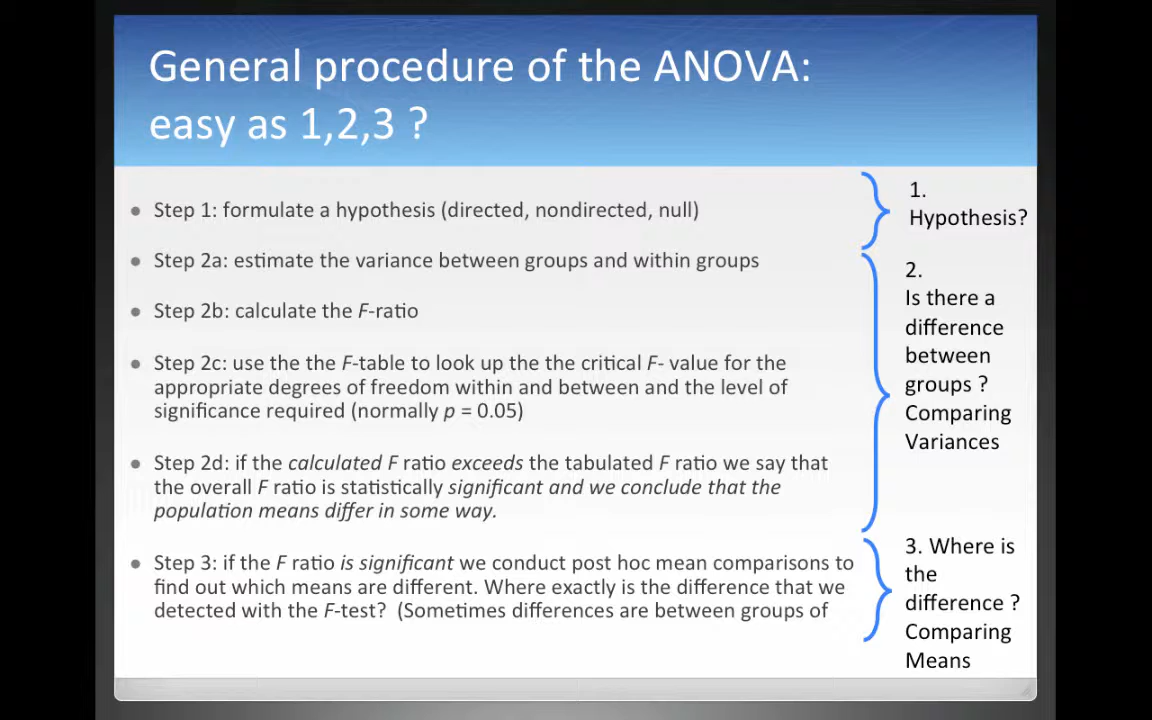 General procedure of the ANOVA:
easy as 1,2,3 ?
Step 1: formulate a hypothesis (directed, nondirected, null)
Step 2a: estimate the variance between groups and within groups
Step 2b: calculate the F-ratio
Step 2c: use the the F-table to look up the the critical F- value for the
appropriate degrees of freedom within and between and the level of
significance required (normally p = 0.05)
Step 2d: if the calculated F ratio exceeds the tabulated F ratio we say that
the overall F ratio is statistically significant and we conclude that the
population means differ in some way.
Step 3: if the F ratio is significant we conduct post hoc mean comparisons to
find out which means are different. Where exactly is the difference that we
detected with the F-test?  (Sometimes differences are between groups of
1.
Hypothesis?
2.
Is there a
difference
between
groups ?
Comparing
Variances
3. Where is
the
difference ?
Comparing
Means